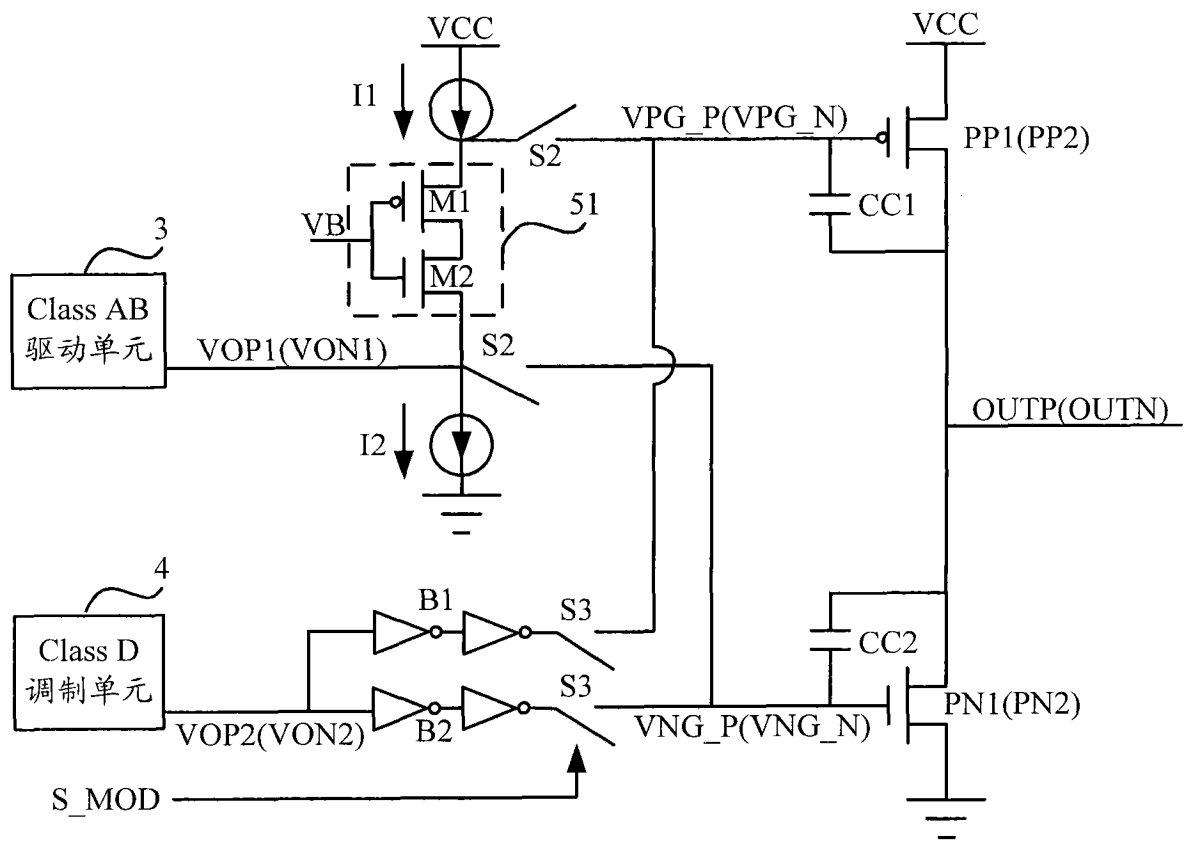 VCC
VCC
I1
S2
VPG_P(VPG_N)
PP1(PP2)
CC1
M1
51
VB
M2
3
Class AB
驱动单元
VOP1(VON1)
S2
OUTP(OUTN)
I2
4
Class D
调制单元
B1
S3
CC2
VOP2(VON2)
B2
S3
VNG_P(VNG_N)
PN1(PN2)
S_MOD